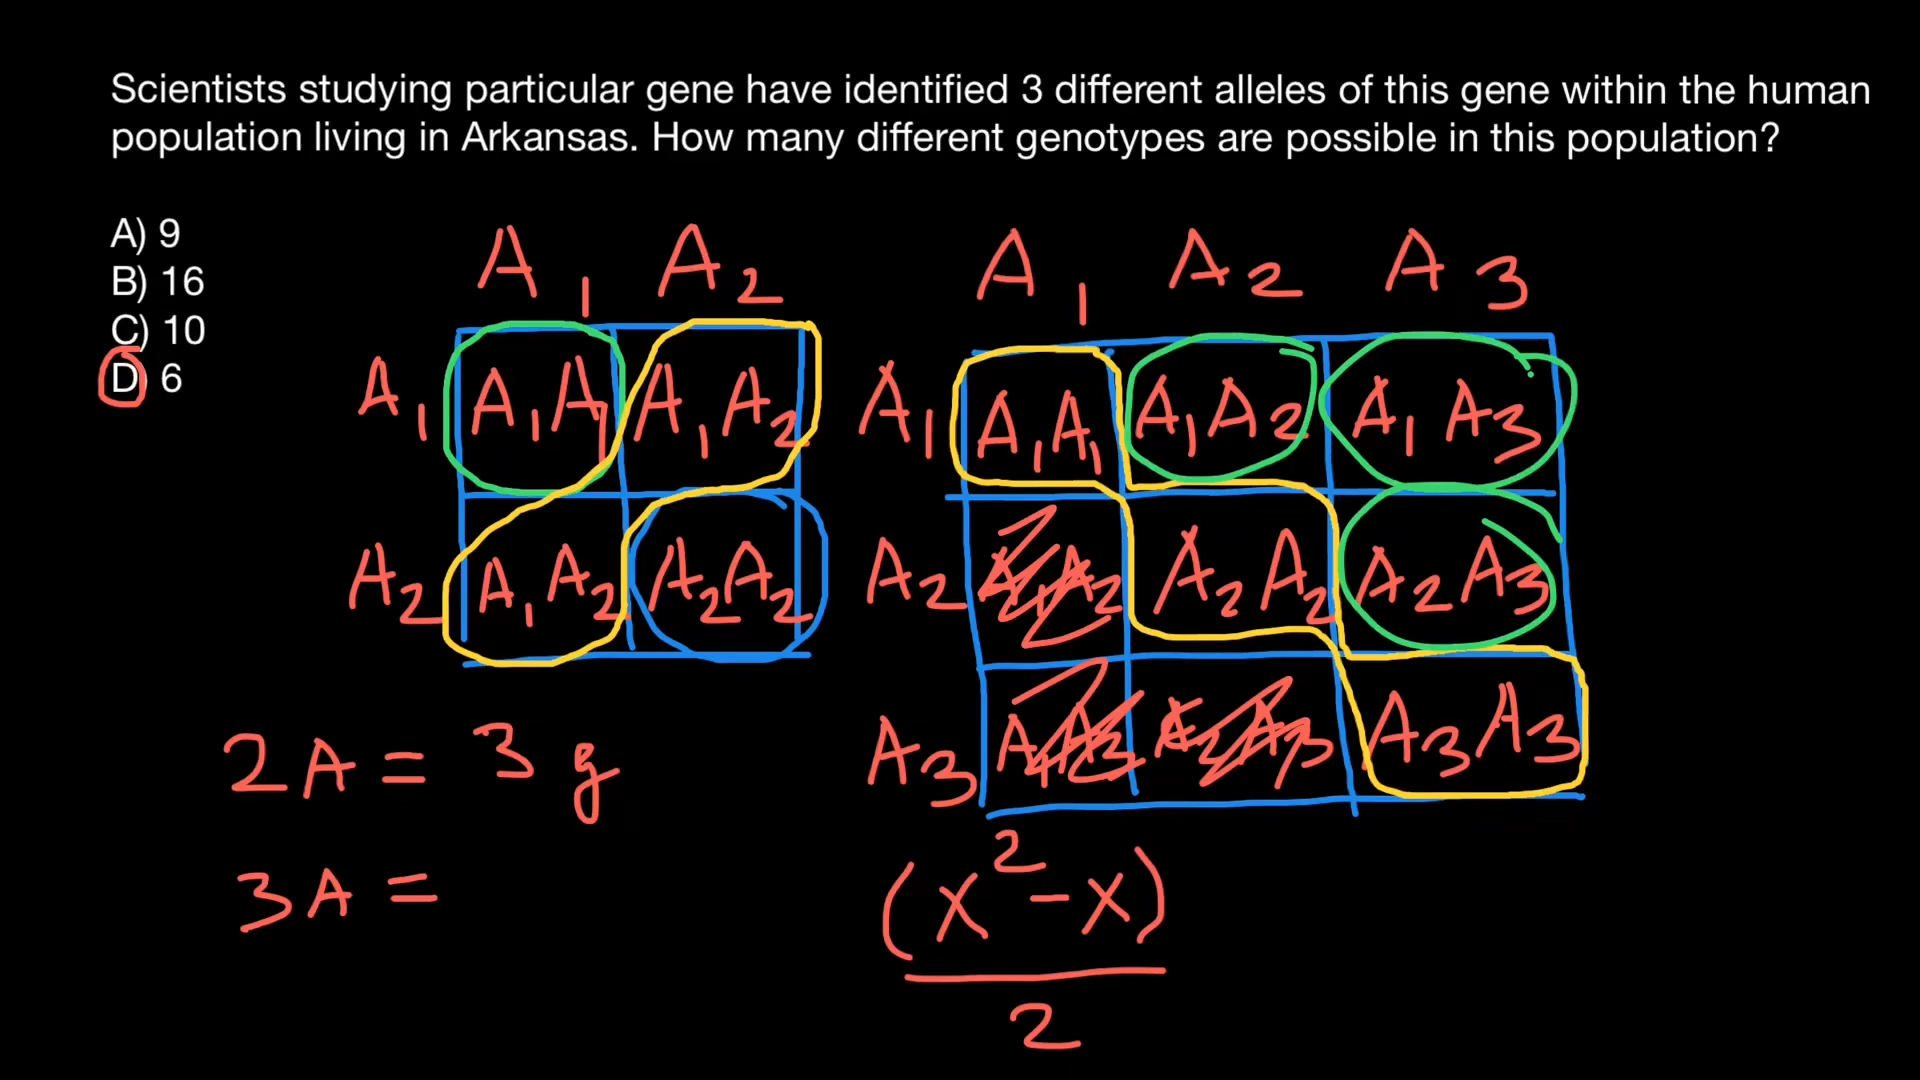 Scientists studying particular gene have identified 3 different alleles of this gene within the human
population living in Arkansas. How many different genotypes are possible in this population?
A) 9
B) 16
C) 10
D) 6
A1 A2
A1 A1A1 A1A2
A2 A1A2 A2A2
A1 A2 A3
A1 A1A1 A1A2 A1A3
A2 A1A2 A2A2 A2A3
A3 A1A3 A2A3 A3A3
2A = 3 g
3A =
(x²-x)
2